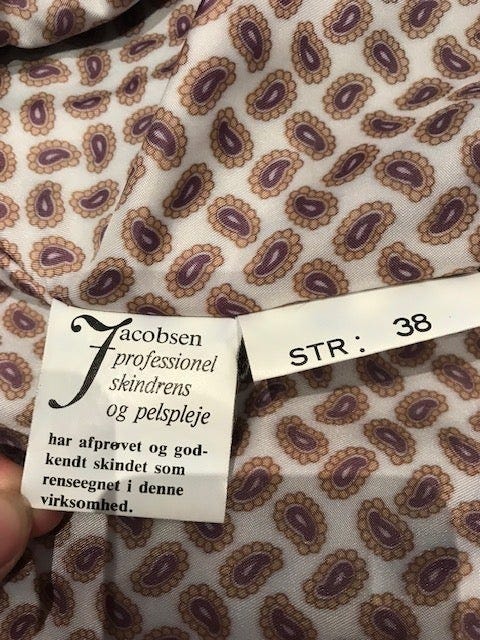 Jacobsen
professionel
skindrens
og pelspleje
har afprøvet og god-
kendt skindet som
renseegnet i denne
virksomhed.
STR: 38